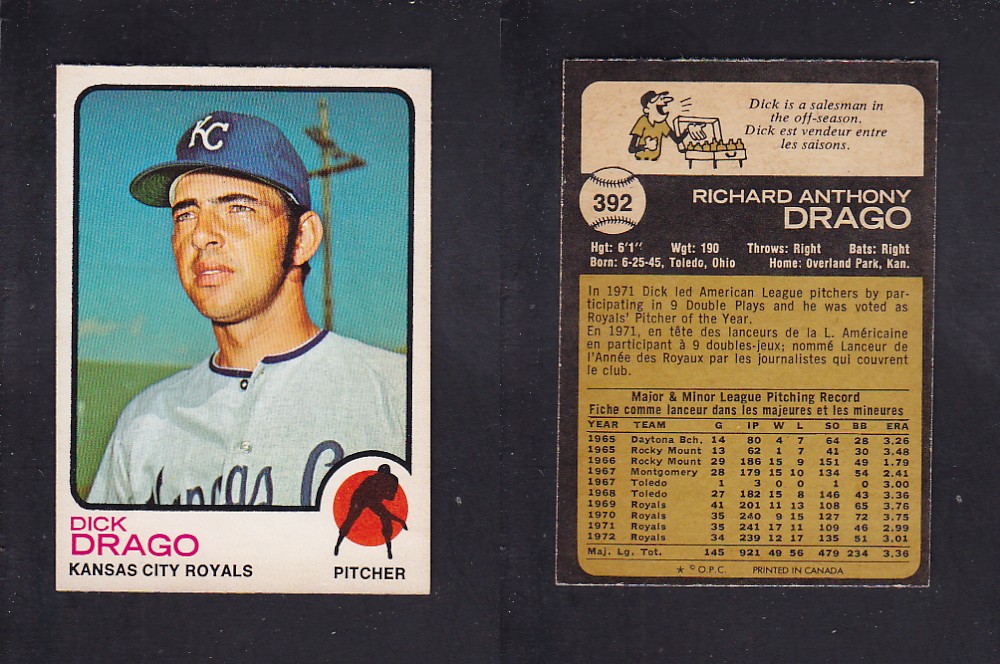 KC
Kansas C
DICK
DRAGO
KANSAS CITY ROYALS
PITCHER
Dick is a salesman in
the off-season.
Dick est vendeur entre
les saisons.
392
RICHARD ANTHONY
DRAGO
Hgt: 6'1" Wgt: 190 Throws: Right Bats: Right
Born: 6-25-45, Toledo, Ohio Home: Overland Park, Kan.
In 1971 Dick led American League pitchers by par-
ticipating in 9 Double Plays and he was voted as
Royals' Pitcher of the Year.
En 1971, en tête des lanceurs de la L. Américaine
en participant à 9 doubles-jeux; nommé Lanceur de
l'Année des Royaux par les journalistes qui couvrent
le club.
Major & Minor League Pitching Record
Fiche comme lanceur dans les majeures et les mineures
YEAR TEAM G IP W L SO BB ERA
1965 Daytona Bch. 14 80 4 7 64 28 3.26
1965 Rocky Mount 13 62 1 7 41 30 3.48
1966 Rocky Mount 29 186 15 9 151 49 1.79
1967 Montgomery 28 179 15 10 134 54 2.41
1967 Toledo 1 3 0 0 1 0 3.00
1968 Toledo 27 182 15 8 146 43 3.36
1969 Royals 41 201 11 13 108 65 3.76
1970 Royals 35 240 9 15 127 72 3.75
1971 Royals 35 241 17 11 109 46 2.99
1972 Royals 34 239 12 17 135 51 3.01
Maj. Lg. Tot. 145 921 49 56 479 234 3.36
★ © O.P.C. PRINTED IN CANADA